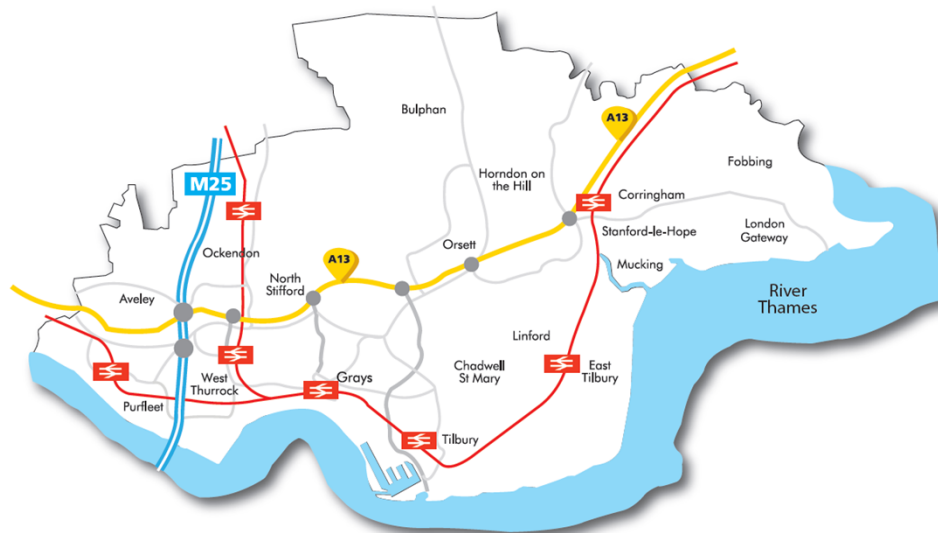 Bulphan
A13
Fobbing
Horndon on
the Hill
M25
Corringham
London
Gateway
Stanford-le-Hope
Ockendon
Orsett
A13
Mucking
North
Stifford
Aveley
River
Thames
Linford
Chadwell
St Mary
East
Tilbury
West
Thurrock
Grays
Purfleet
Tilbury